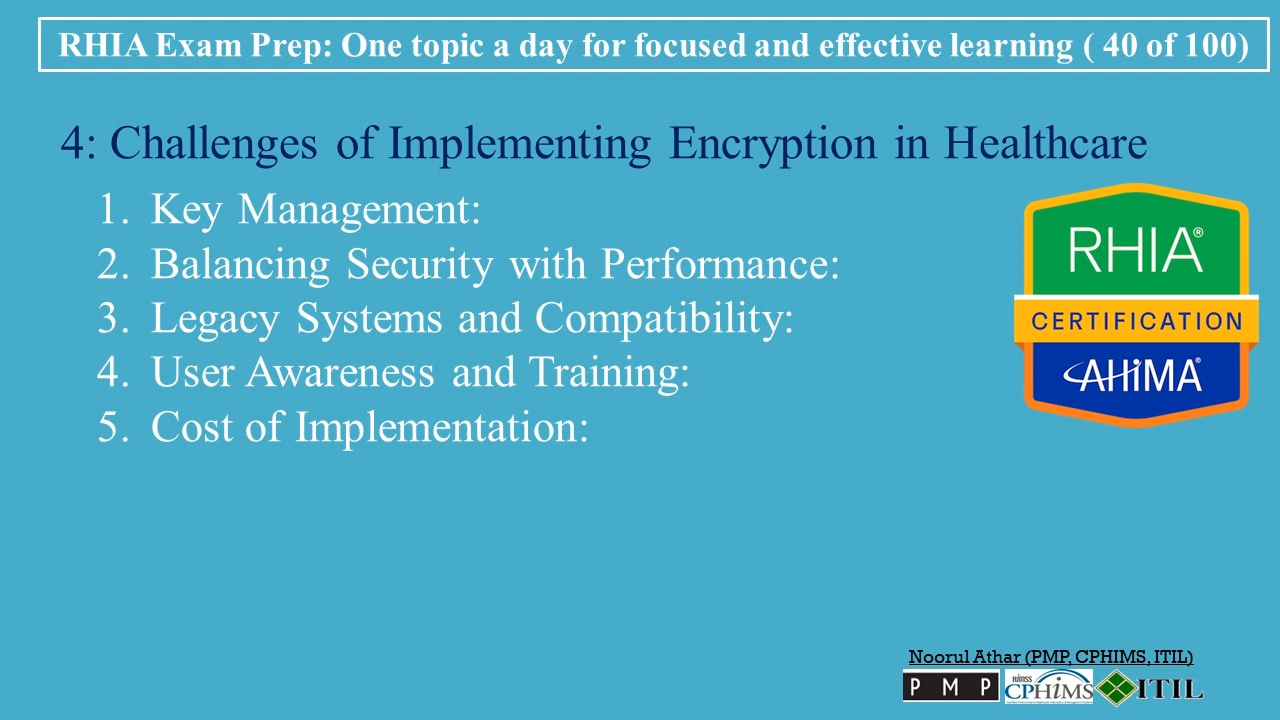 RHIA Exam Prep: One topic a day for focused and effective learning ( 40 of 100)
4: Challenges of Implementing Encryption in Healthcare
1. Key Management:
2. Balancing Security with Performance:
3. Legacy Systems and Compatibility:
4. User Awareness and Training:
5. Cost of Implementation:
RHIA®
CERTIFICATION
AHiMA®
Noorul Athar (PMP, CPHIMS, ITIL)
PMP
HiMSS
CPHiMS
ITIL